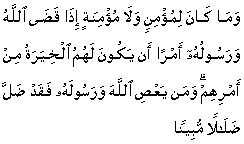 وَمَا كَانَ لِمُؤْمِنٍ وَلَا مُؤْمِنَةٍ إِذَا قَضَى ٱللَّهُ
وَرَسُولُهُۥٓ أَمْرًا أَن يَكُونَ لَهُمُ ٱلْخِيَرَةُ مِنْ
أَمْرِهِمْ ۗ وَمَن يَعْصِ ٱللَّهَ وَرَسُولَهُۥ فَقَدْ ضَلَّ
ضَلَـٰلًا مُّبِينًا